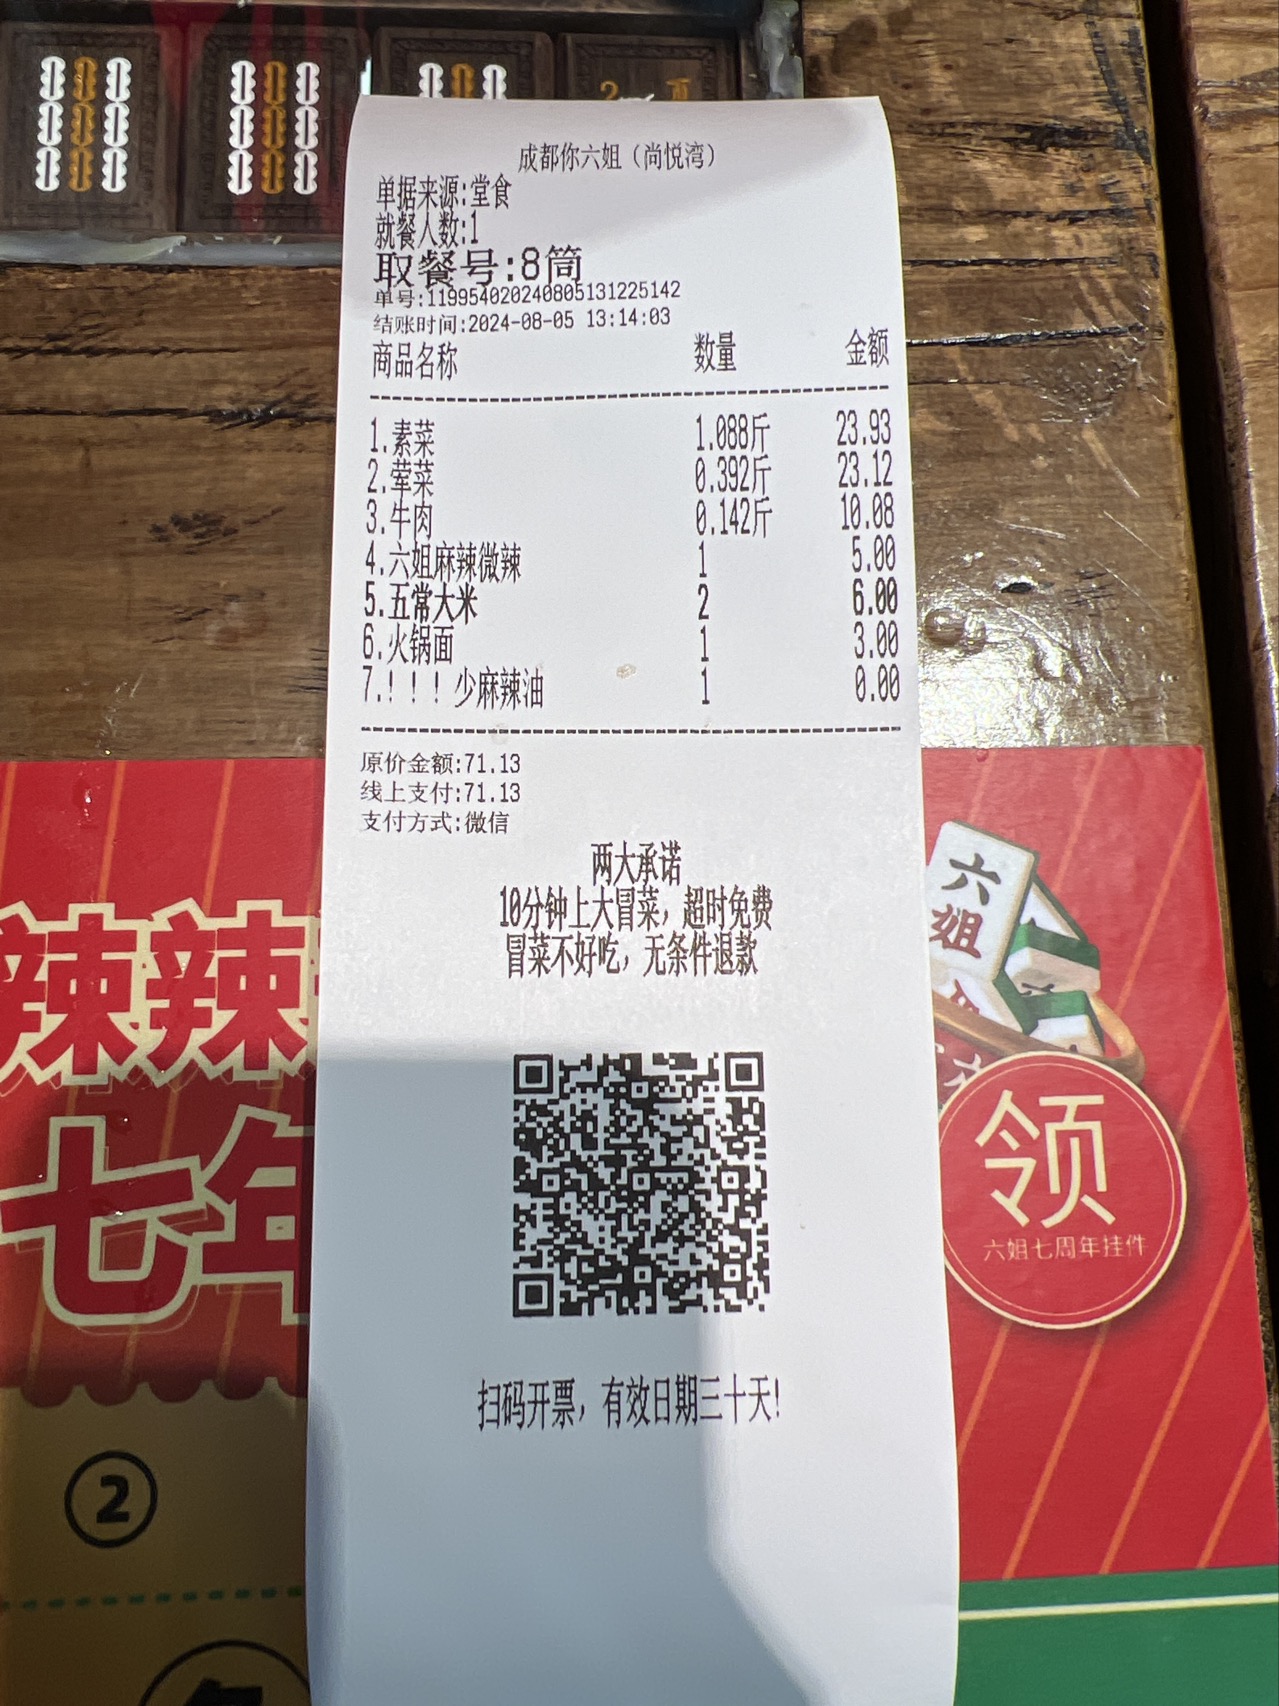 成都你六姐（尚悦湾）
单据来源:堂食
就餐人数:1
取餐号:8筒
单号:119954020240805131225142
结账时间:2024-08-05 13:14:03
商品名称 数量 金额
1.素菜 1.088斤 23.93
2.荤菜 0.392斤 23.12
3.牛肉 0.142斤 10.08
4.六姐麻辣微辣 1 5.00
5.五常大米 2 6.00
6.火锅面 1 3.00
7.！！！少麻辣油 1 0.00
原价金额:71.13
线上支付:71.13
支付方式:微信
两大承诺
10分钟上大冒菜，超时免费
冒菜不好吃，无条件退款
扫码开票，有效日期三十天!
辣辣
七年
②
六姐
领
六姐七周年挂件